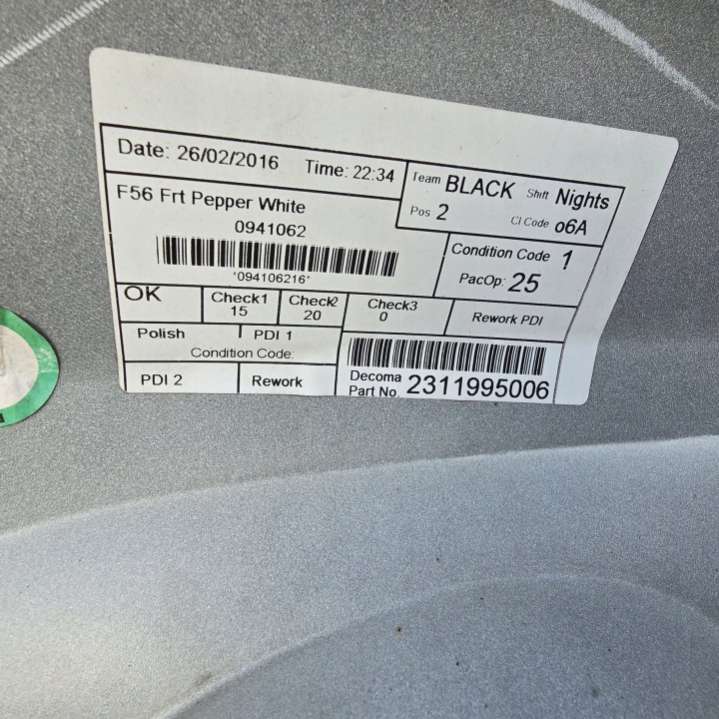 Date: 26/02/2016 Time: 22:34
Team BLACK Shift Nights
Pos 2 CI Code o6A
F56 Frt Pepper White
0941062
*094106216*
Condition Code 1
PacOp: 25
OK
Check1 15
Check2 20
Check3 0
Rework PDI
Polish PDI 1
Condition Code:
PDI 2 Rework
Decoma Part No. 2311995006